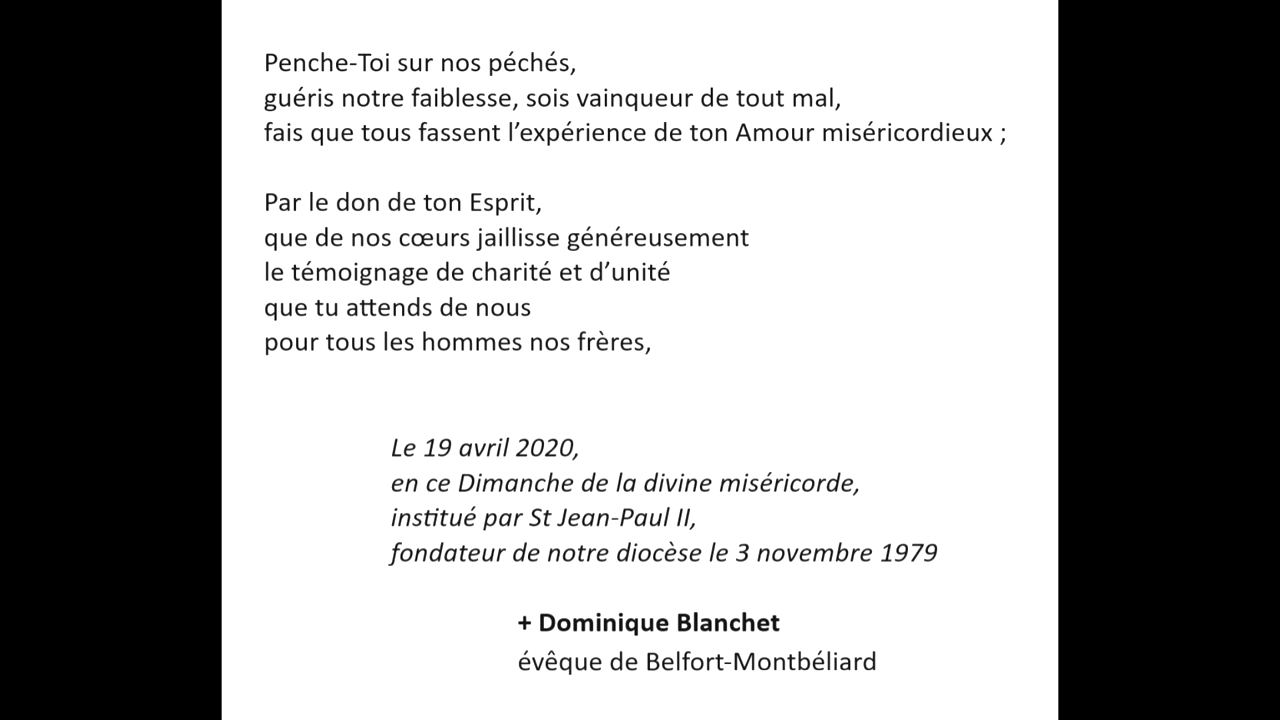 Penche-Toi sur nos péchés,
guéris notre faiblesse, sois vainqueur de tout mal,
fais que tous fassent l’expérience de ton Amour miséricordieux ;
Par le don de ton Esprit,
que de nos cœurs jaillisse généreusement
le témoignage de charité et d’unité
que tu attends de nous
pour tous les hommes nos frères,
Le 19 avril 2020,
en ce Dimanche de la divine miséricorde,
institué par St Jean-Paul II,
fondateur de notre diocèse le 3 novembre 1979
+ Dominique Blanchet
évêque de Belfort-Montbéliard